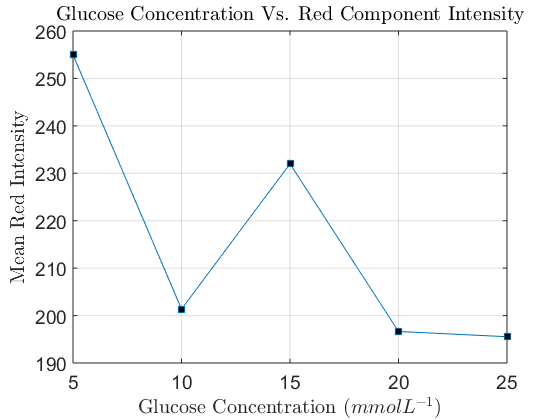 Glucose Concentration Vs. Red Component Intensity
260
250
240
230
220
210
200
190
Mean Red Intensity
5 10 15 20 25
Glucose Concentration (mmolL⁻¹)